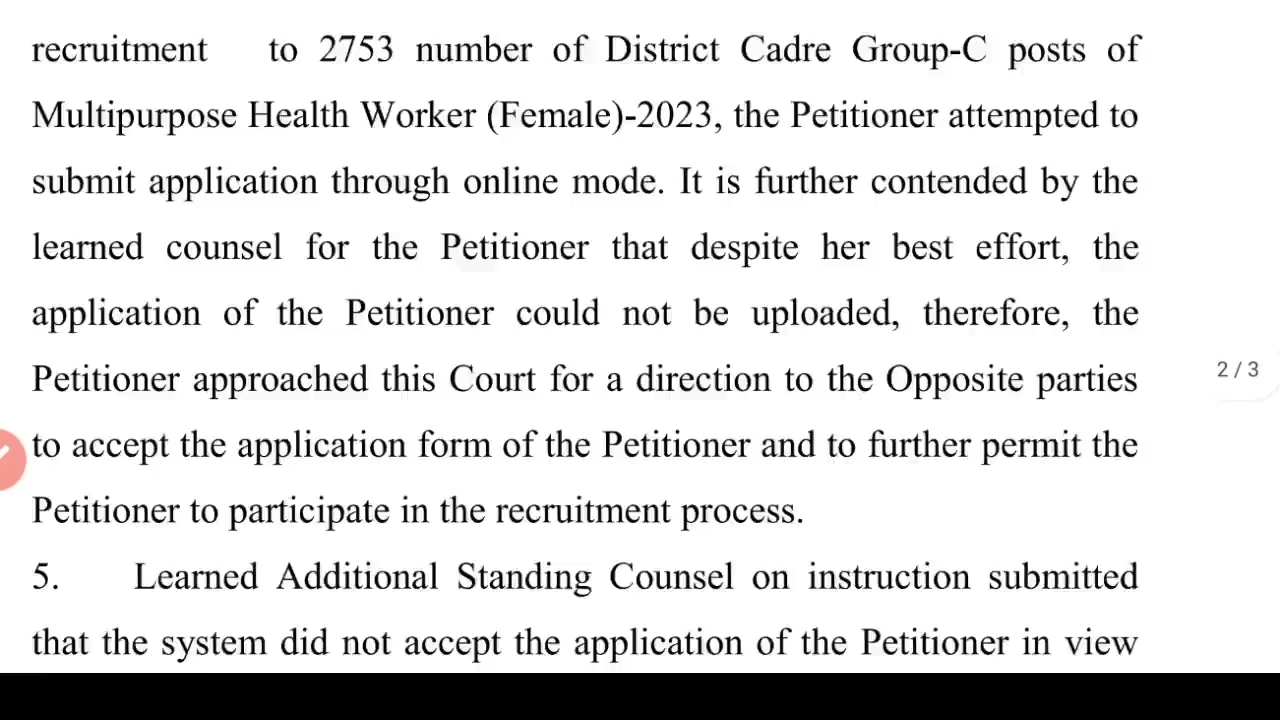 recruitment to 2753 number of District Cadre Group-C posts of
Multipurpose Health Worker (Female)-2023, the Petitioner attempted to
submit application through online mode. It is further contended by the
learned counsel for the Petitioner that despite her best effort, the
application of the Petitioner could not be uploaded, therefore, the
Petitioner approached this Court for a direction to the Opposite parties
2 / 3
to accept the application form of the Petitioner and to further permit the
Petitioner to participate in the recruitment process.
5. Learned Additional Standing Counsel on instruction submitted
that the system did not accept the application of the Petitioner in view